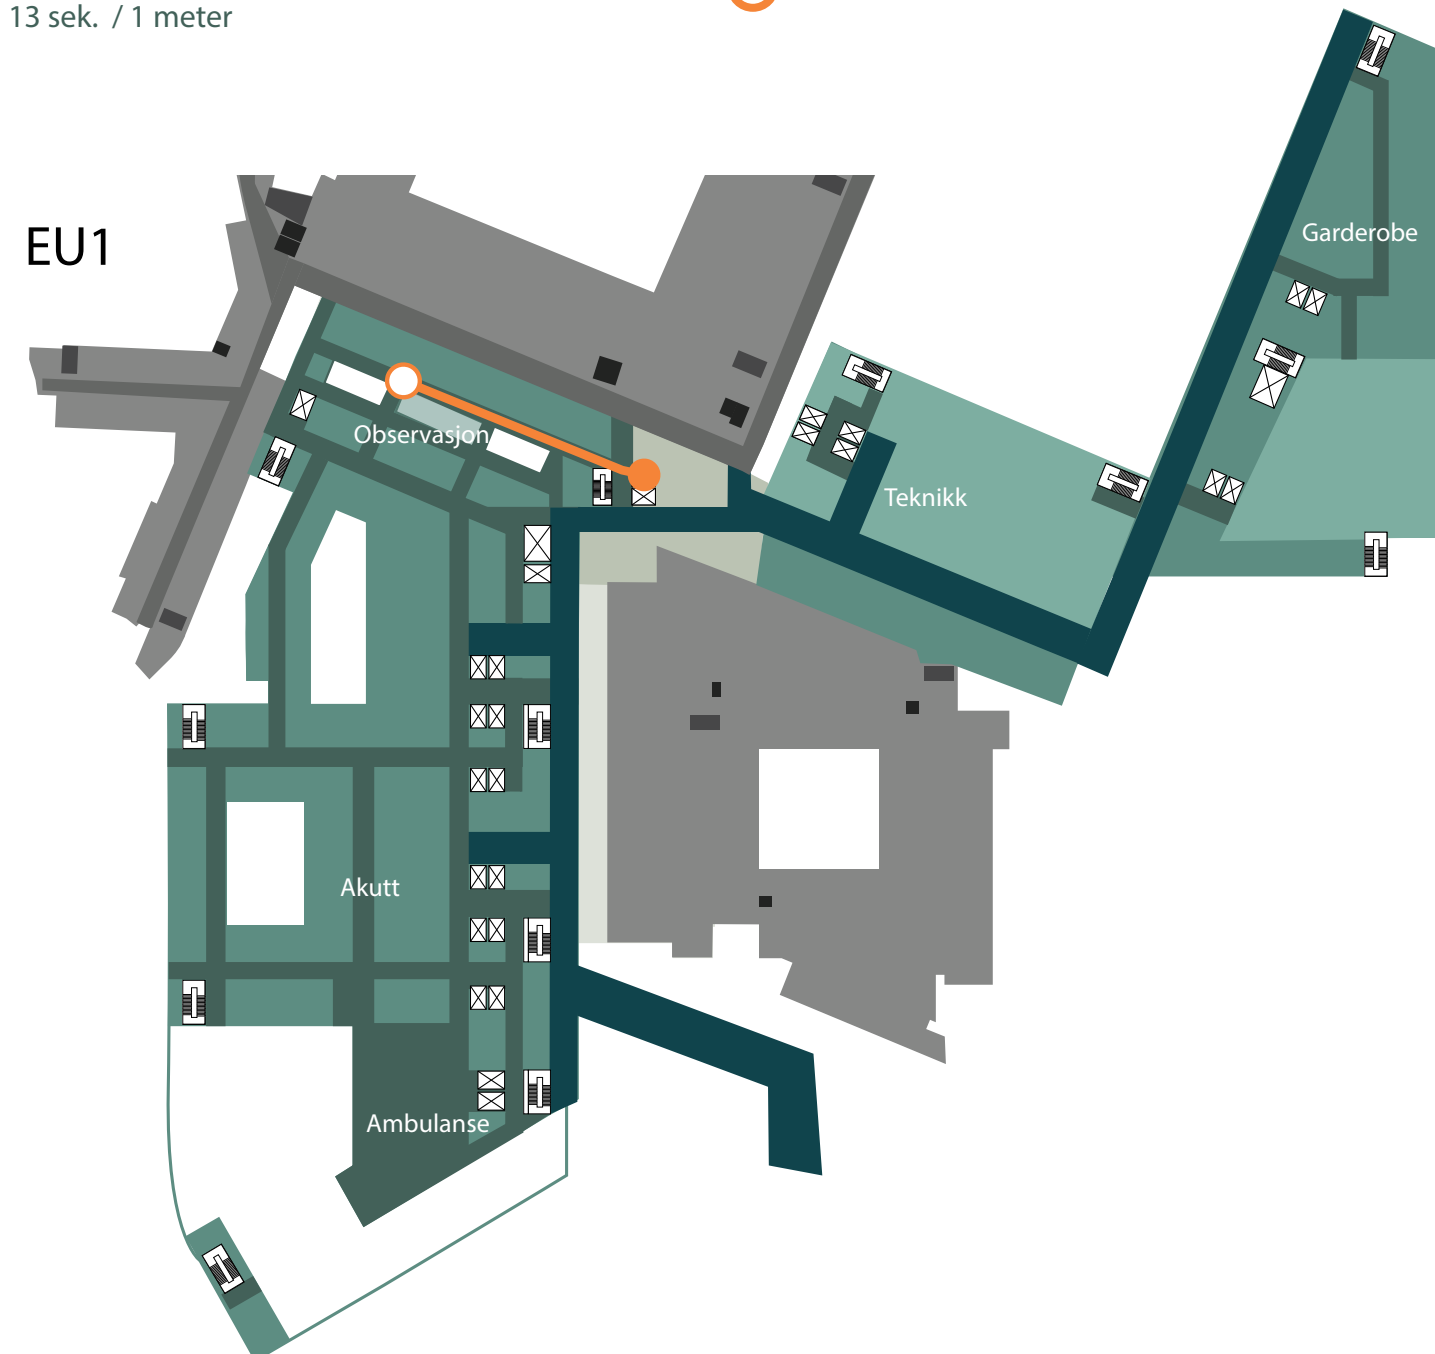 13 sek. / 1 meter
EU1
Garderobe
Observasjon
Teknikk
Akutt
Ambulanse